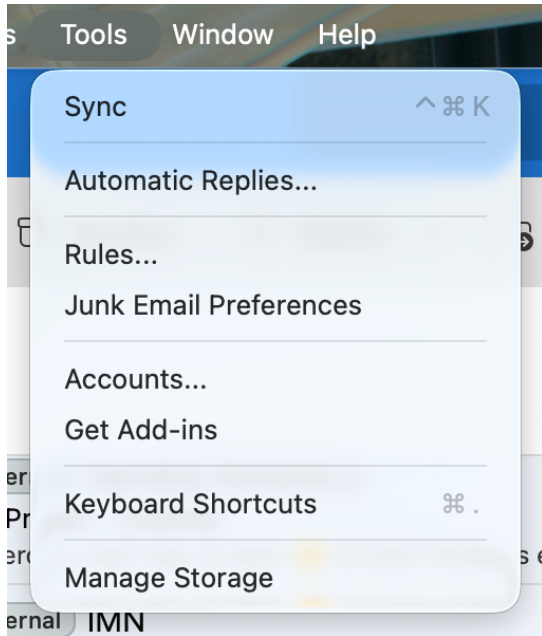 s Tools Window Help
Sync ^ ⌘ K
Automatic Replies...
Rules...
Junk Email Preferences
Accounts...
Get Add-ins
Keyboard Shortcuts ⌘ .
Manage Storage
ernal IMN